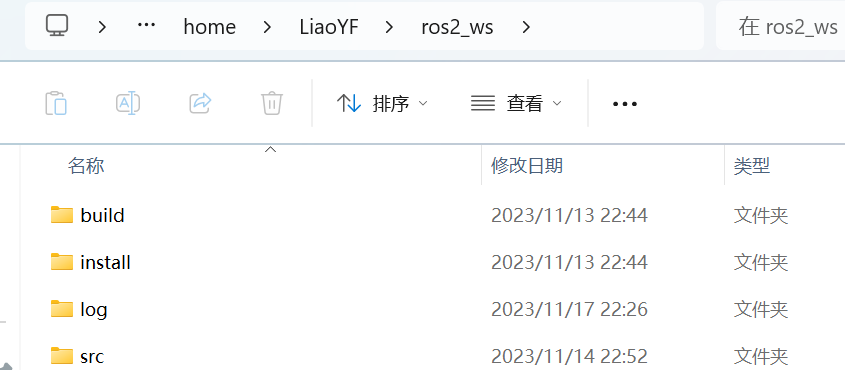 … home LiaoYF ros2_ws 在 ros2_ws
排序 查看 •••
名称 修改日期 类型
build 2023/11/13 22:44 文件夹
install 2023/11/13 22:44 文件夹
log 2023/11/17 22:26 文件夹
src 2023/11/14 22:52 文件夹